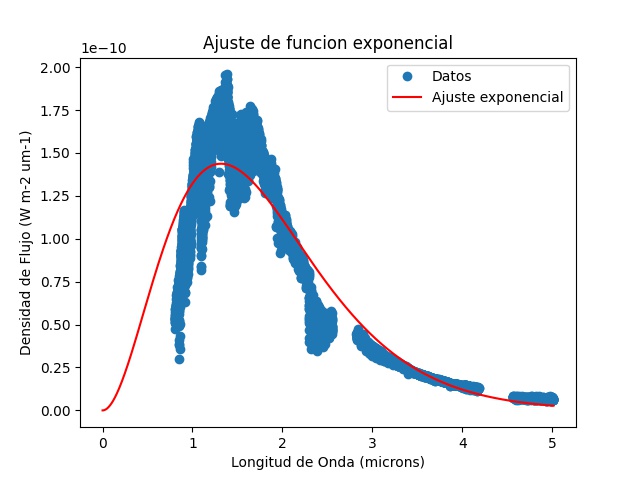 Ajuste de funcion exponencial
1e−10
Datos
Ajuste exponencial
2.00
1.75
1.50
1.25
1.00
0.75
0.50
0.25
0.00
Densidad de Flujo (W m-2 um-1)
0 1 2 3 4 5
Longitud de Onda (microns)